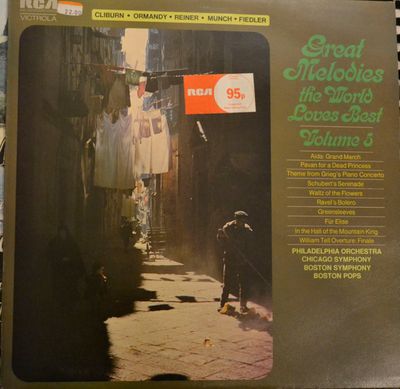 RCA
VICTROLA
CLIBURN • ORMANDY • REINER • MUNCH • FIEDLER
RCA 95p
Great
Melodies
the World
Loves Best
Volume 5
Aida: Grand March
Pavan for a Dead Princess
Theme from Grieg's Piano Concerto
Schubert's Serenade
Waltz of the Flowers
Ravel's Bolero
Greensleeves
Für Elise
In the Hall of the Mountain King
William Tell Overture: Finale
PHILADELPHIA ORCHESTRA
CHICAGO SYMPHONY
BOSTON SYMPHONY
BOSTON POPS